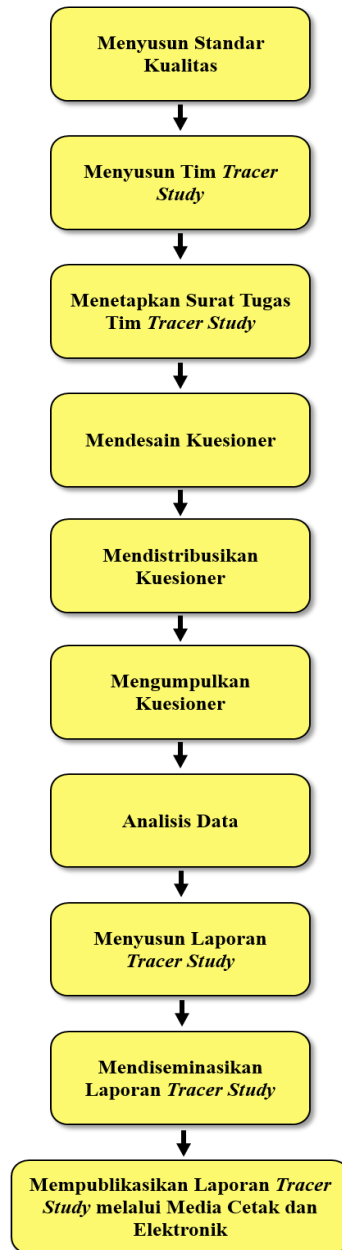 Menyusun Standar
Kualitas
Menyusun Tim Tracer
Study
Menetapkan Surat Tugas
Tim Tracer Study
Mendesain Kuesioner
Mendistribusikan
Kuesioner
Mengumpulkan
Kuesioner
Analisis Data
Menyusun Laporan
Tracer Study
Mendiseminasikan
Laporan Tracer Study
Mempublikasikan Laporan Tracer
Study melalui Media Cetak dan
Elektronik